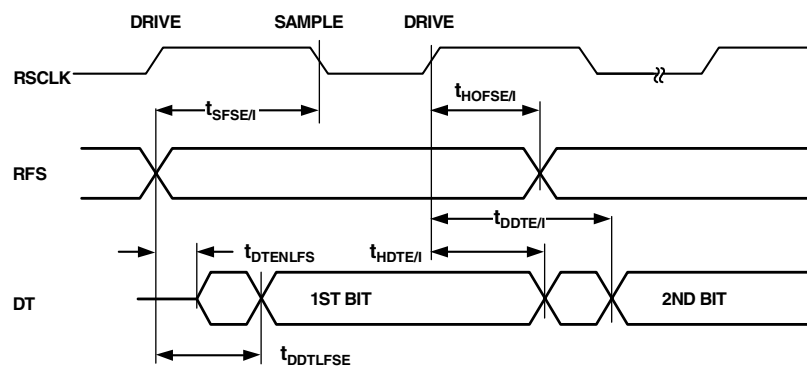 DRIVE SAMPLE DRIVE
RSCLK
tSFSE/I
tHOFSE/I
RFS
tDDTE/I
tDTENLFS
tHDTE/I
DT
1ST BIT
2ND BIT
tDDTLFSE